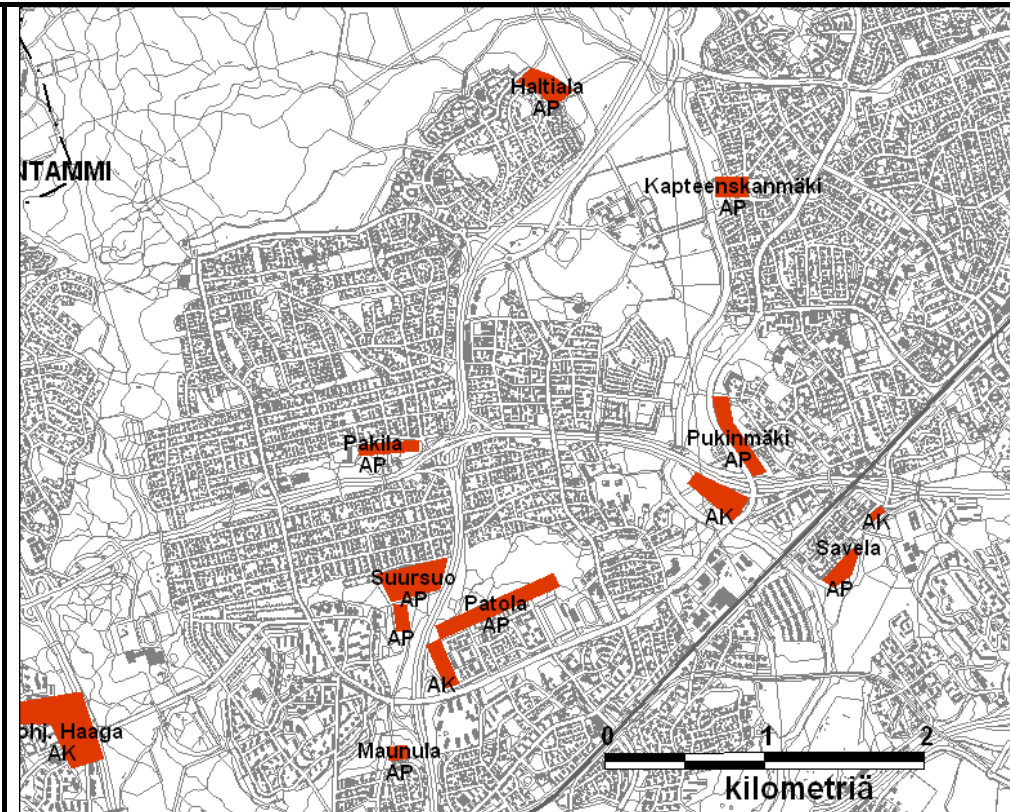 Haltiala
AP
NTAMMI
Kapteenskanmäki
AP
Pakila
AP
Pukinmäki
AP
AK
AK
Savela
AP
Suursuo
AP
AP
Patola
AP
AK
ohj. Haaga
AK
Maunula
AP
0 1 2
kilometriä